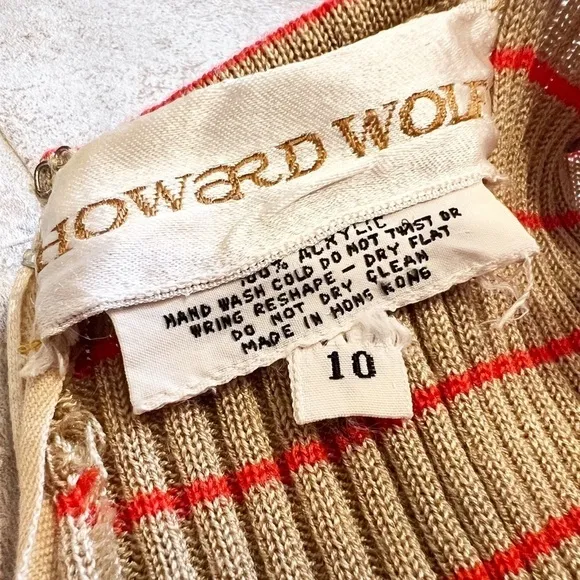 HOWARD WOLF
100% ACRYLIC
HAND WASH COLD DO NOT TWIST OR
WRING RESHAPE - DRY FLAT
DO NOT DRY CLEAN
MADE IN HONG KONG
10